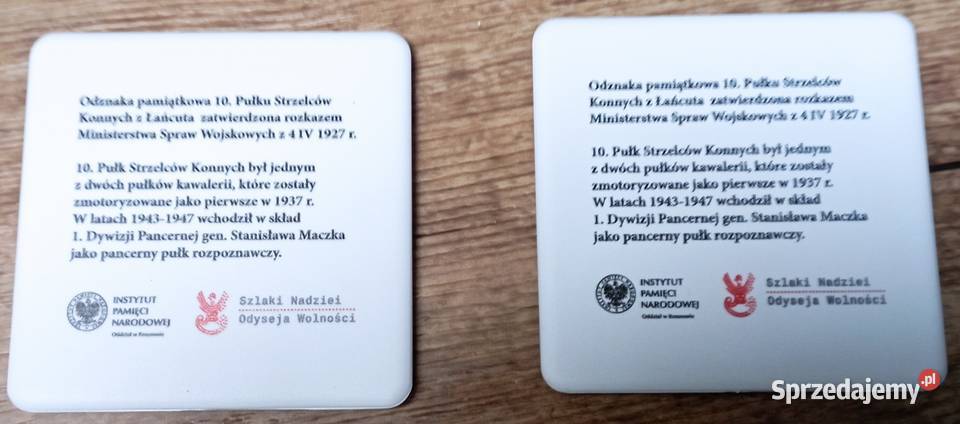 Odznaka pamiątkowa 10. Pułku Strzelców
Konnych z Łańcuta zatwierdzona rozkazem
Ministerstwa Spraw Wojskowych z 4 IV 1927 r.
10. Pułk Strzelców Konnych był jednym
z dwóch pułków kawalerii, które zostały
zmotoryzowane jako pierwsze w 1937 r.
W latach 1943-1947 wchodził w skład
1. Dywizji Pancernej gen. Stanisława Maczka
jako pancerny pułk rozpoznawczy.
INSTYTUT
PAMIĘCI
NARODOWEJ
Oddział w Rzeszowie
Szlaki Nadziei
Odyseja Wolności
Odznaka pamiątkowa 10. Pułku Strzelców
Konnych z Łańcuta zatwierdzona rozkazem
Ministerstwa Spraw Wojskowych z 4 IV 1927 r.
10. Pułk Strzelców Konnych był jednym
z dwóch pułków kawalerii, które zostały
zmotoryzowane jako pierwsze w 1937 r.
W latach 1943-1947 wchodził w skład
1. Dywizji Pancernej gen. Stanisława Maczka
jako pancerny pułk rozpoznawczy.
INSTYTUT
PAMIĘCI
NARODOWEJ
Oddział w Rzeszowie
Szlaki Nadziei
Odyseja Wolności
Sprzedajemy.pl